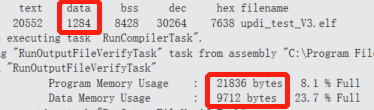 text data bss dec hex filename
20552 1284 8428 30264 7638 updi_test_V3.elf
executing task "RunCompilerTask".
g "RunOutputFileVerifyTask" task from assembly "C:\Program File
"RunOutputFileVerifyTask"
Program Memory Usage : 21836 bytes 8.1 % Full
Data Memory Usage : 9712 bytes 23.7 % Full